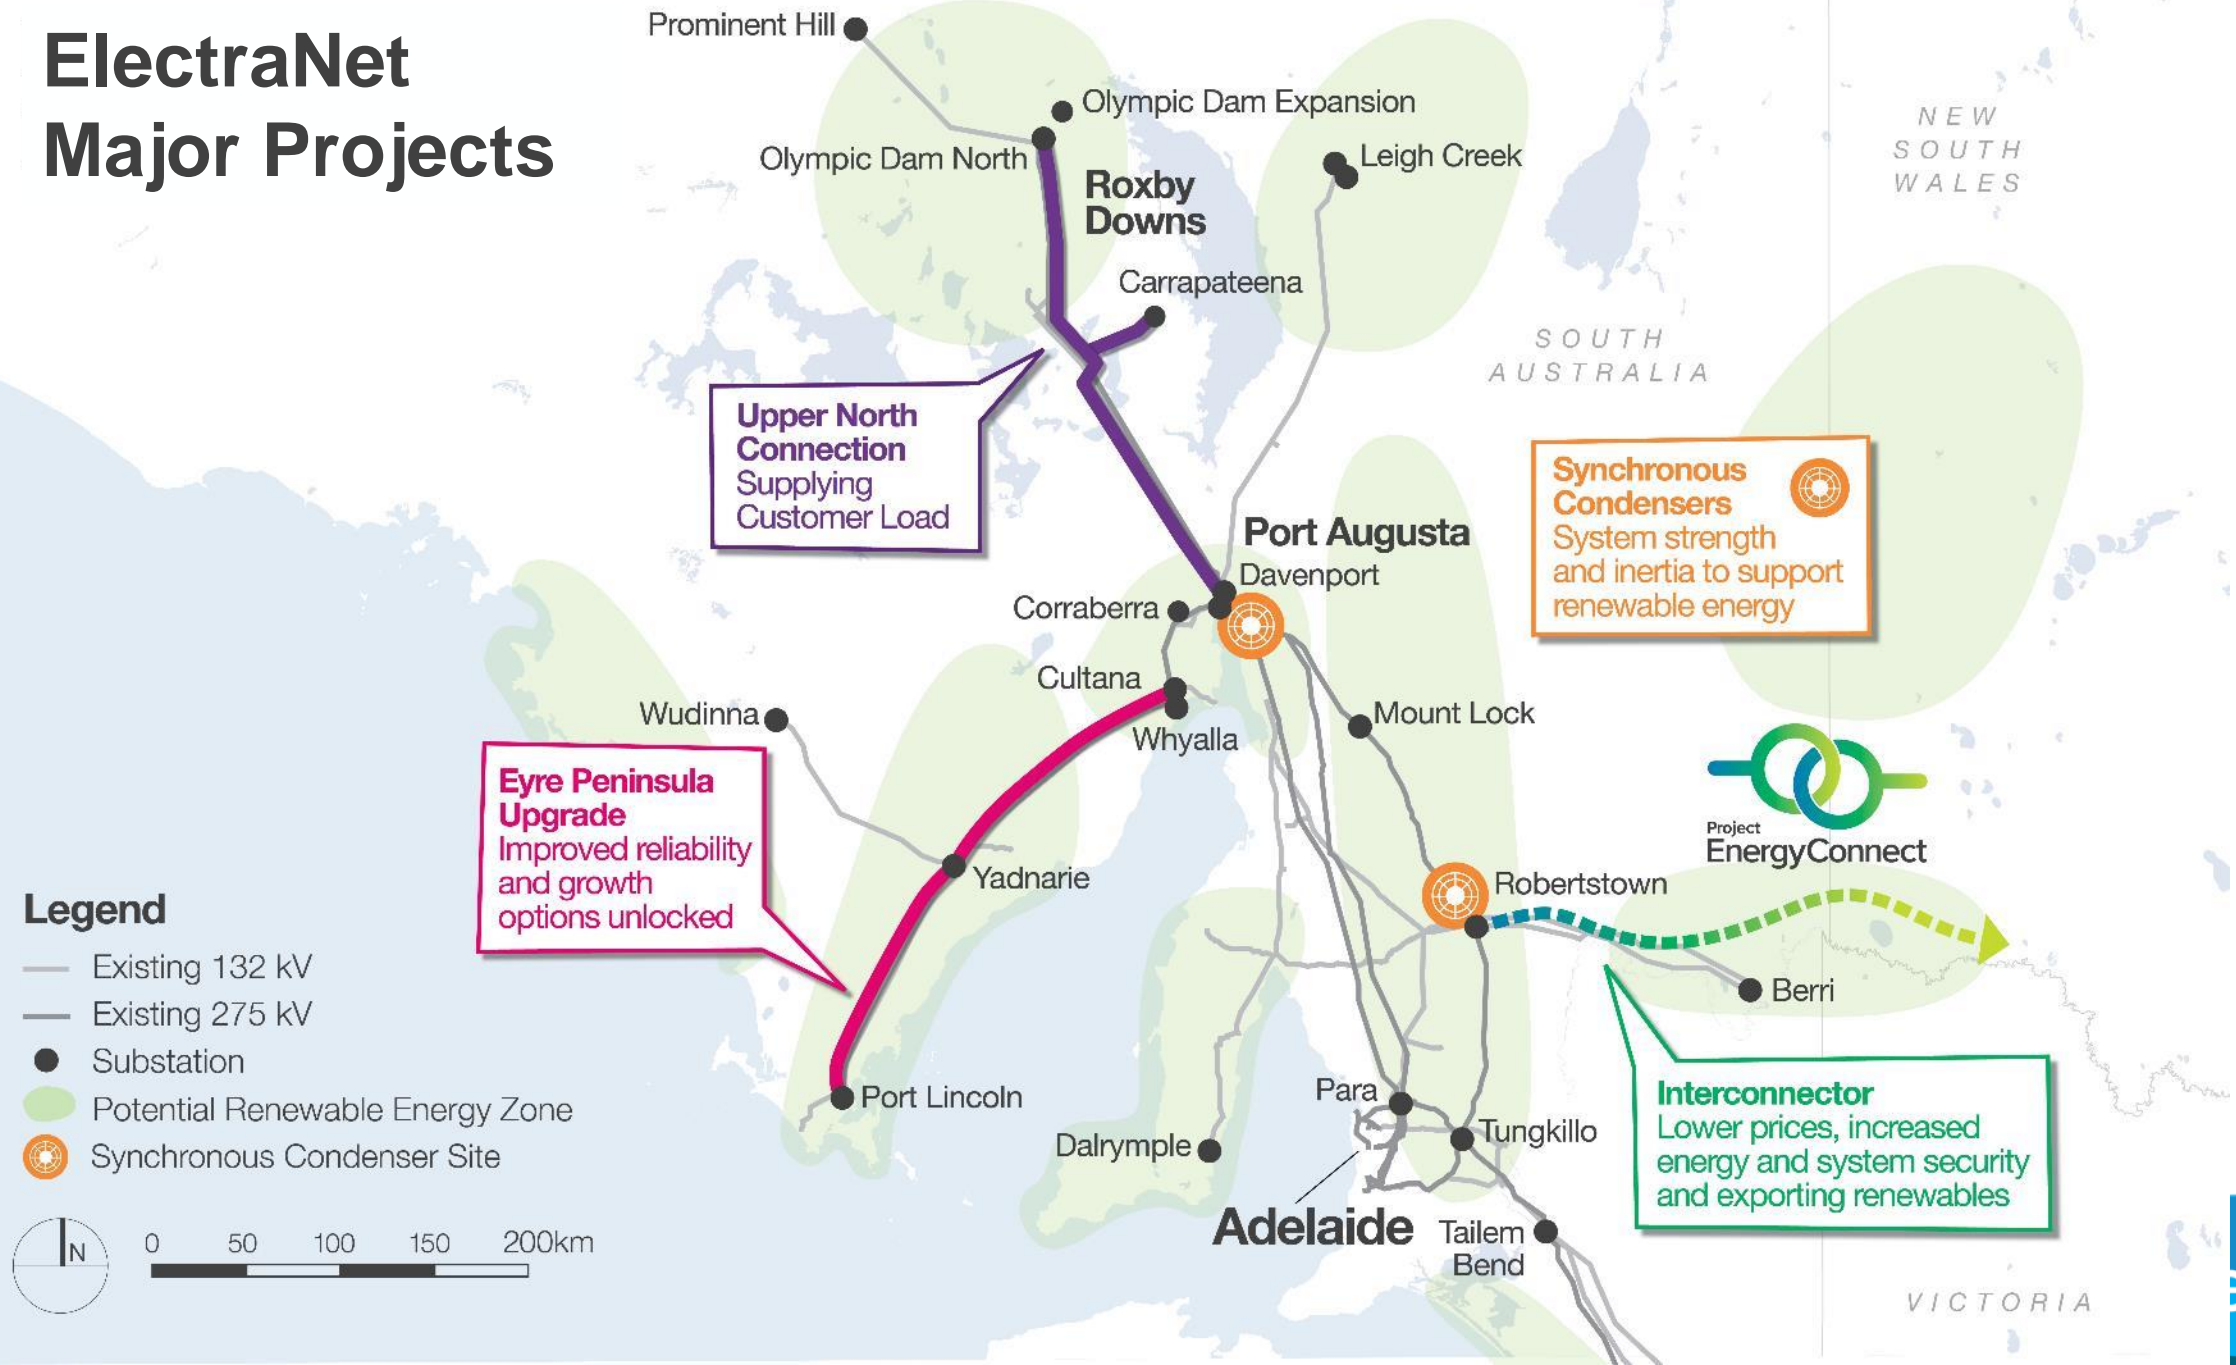 ElectraNet
Major Projects
Prominent Hill
Olympic Dam Expansion
Olympic Dam North
Leigh Creek
Roxby
Downs
Carrapateena
NEW
SOUTH
WALES
SOUTH
AUSTRALIA
Upper North
Connection
Supplying
Customer Load
Synchronous
Condensers
System strength
and inertia to support
renewable energy
Port Augusta
Davenport
Corraberra
Cultana
Whyalla
Wudinna
Mount Lock
Eyre Peninsula
Upgrade
Improved reliability
and growth
options unlocked
Yadnarie
Project
EnergyConnect
Robertstown
Berri
Legend
Existing 132 kV
Existing 275 kV
Substation
Potential Renewable Energy Zone
Synchronous Condenser Site
Port Lincoln
Dalrymple
Para
Tungkillo
Adelaide
Tailem
Bend
Interconnector
Lower prices, increased
energy and system security
and exporting renewables
N
0 50 100 150 200km
VICTORIA